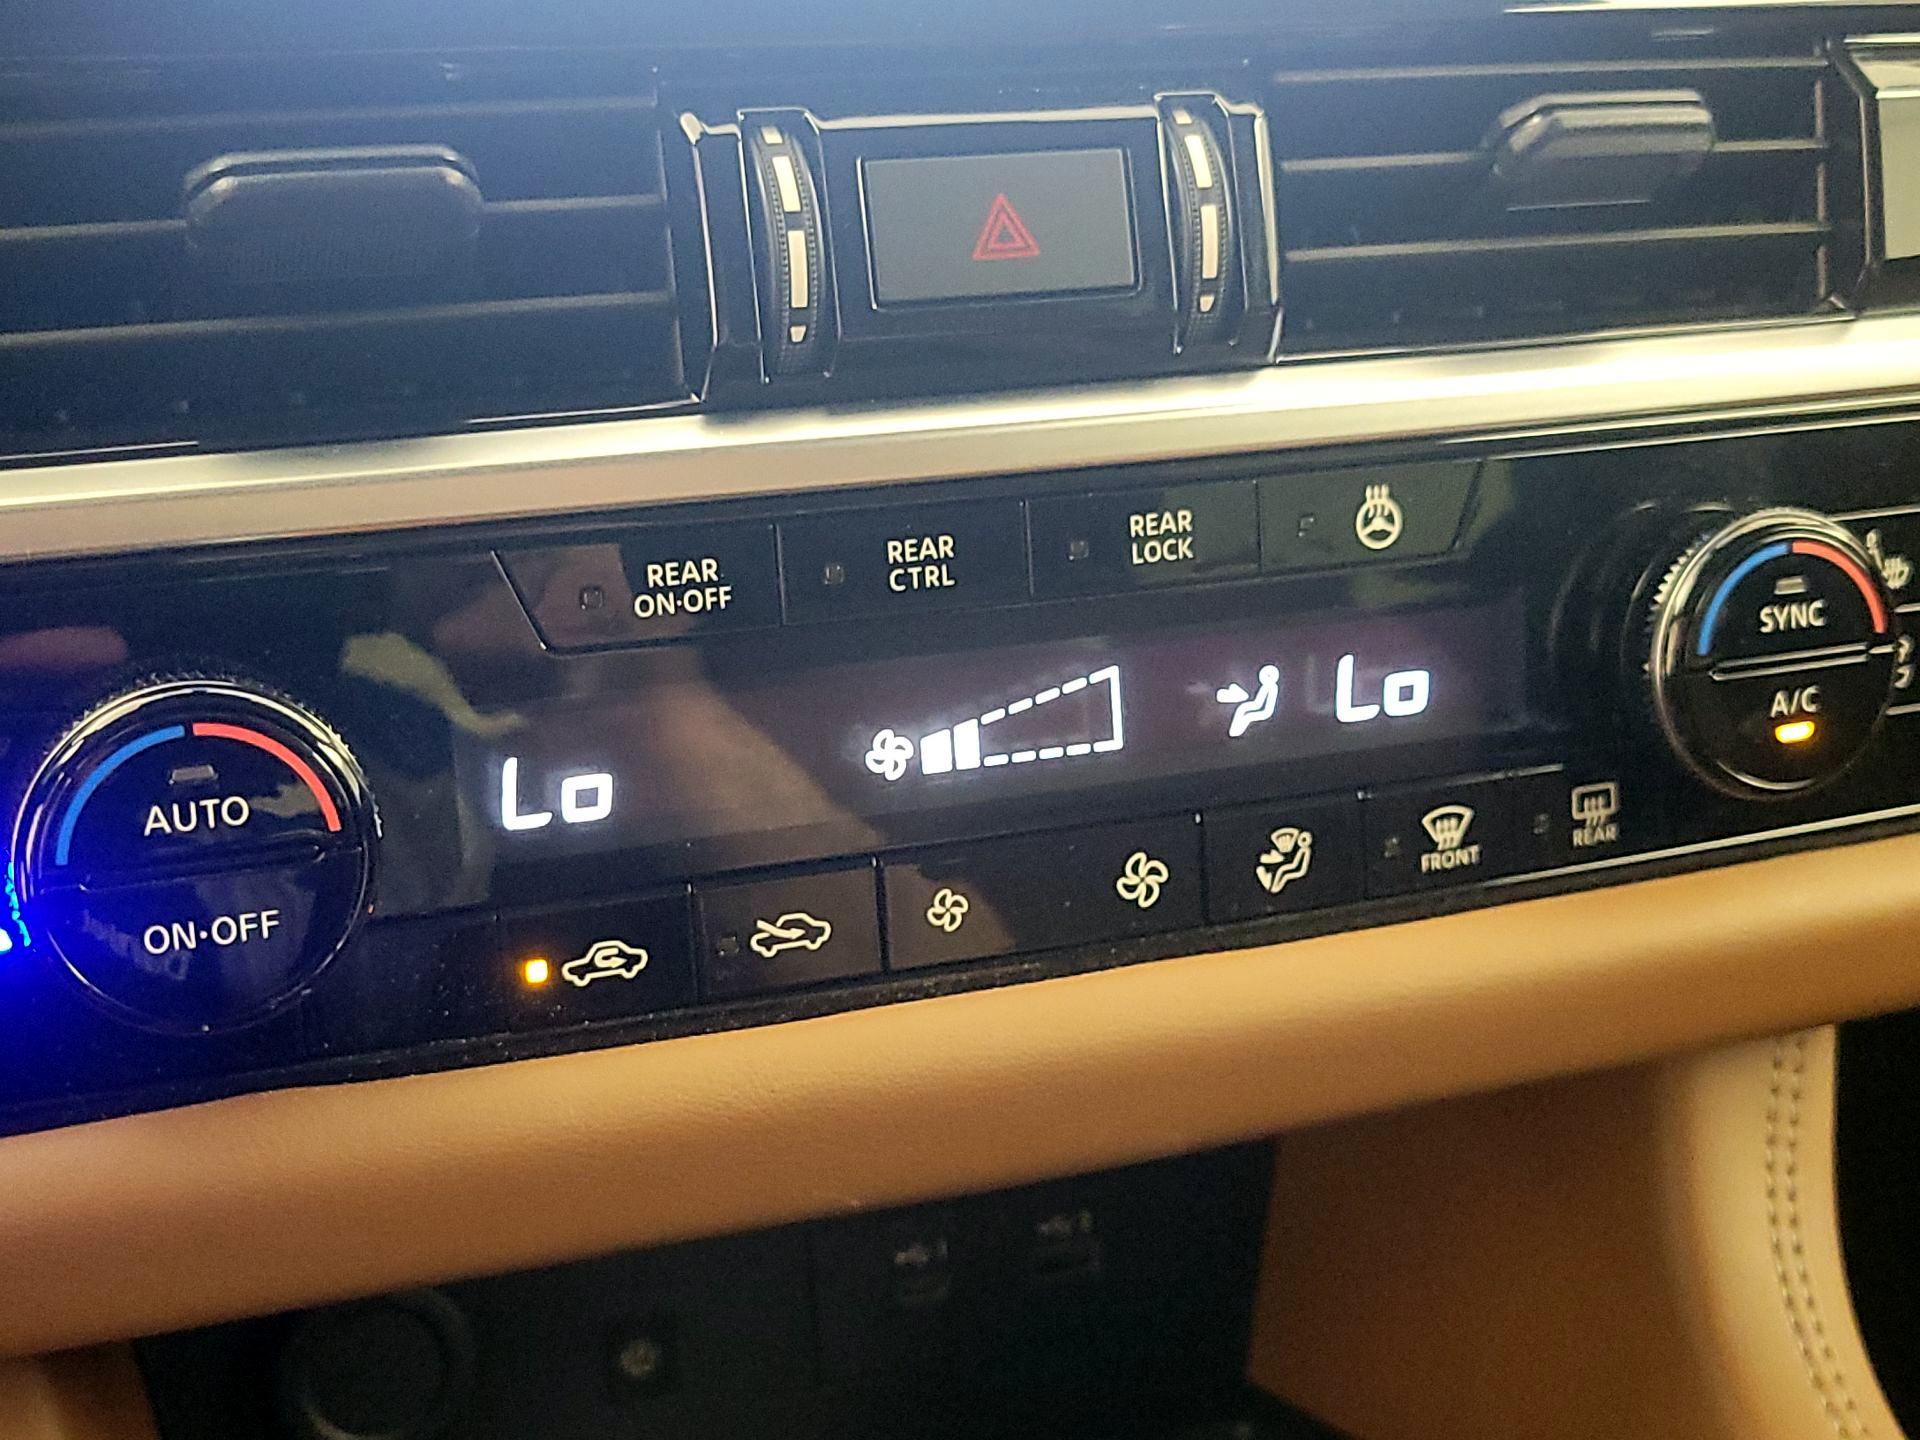 REAR
ON·OFF
REAR
CTRL
REAR
LOCK
SYNC
A/C
AUTO
ON·OFF
Lo
Lo
FRONT
REAR